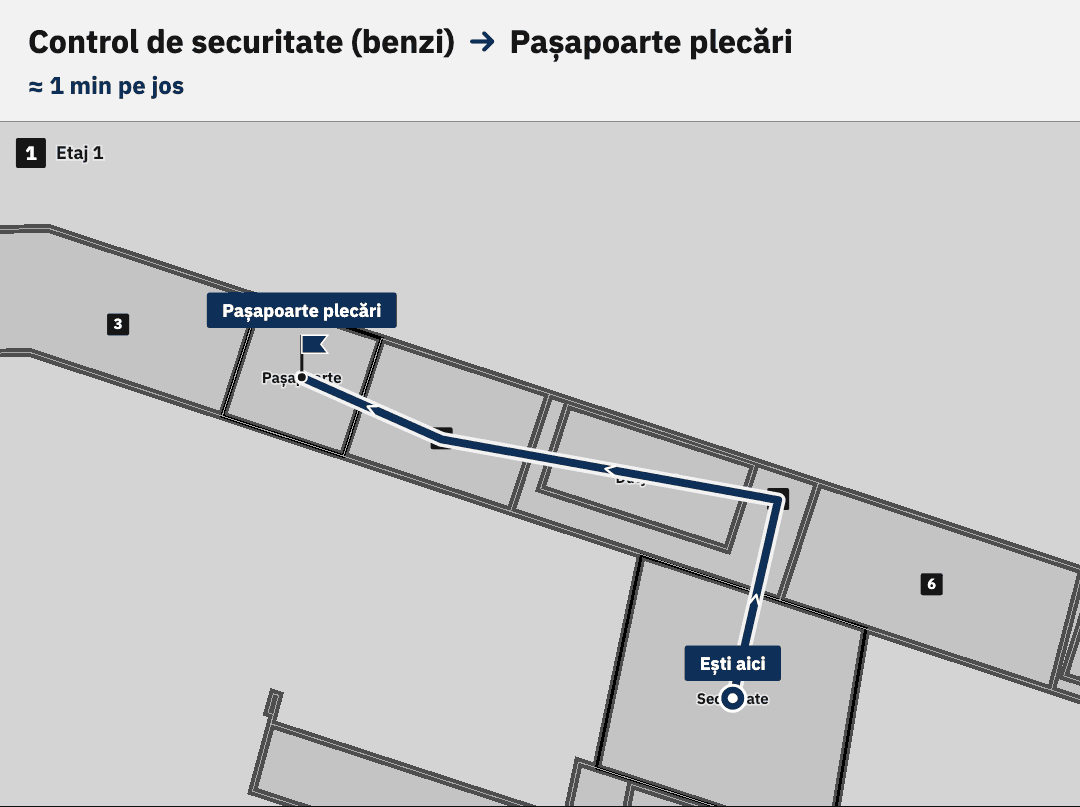 Control de securitate (benzi) → Pașapoarte plecări
≈ 1 min pe jos
1 Etaj 1
Pașapoarte plecări
3
6
Ești aici